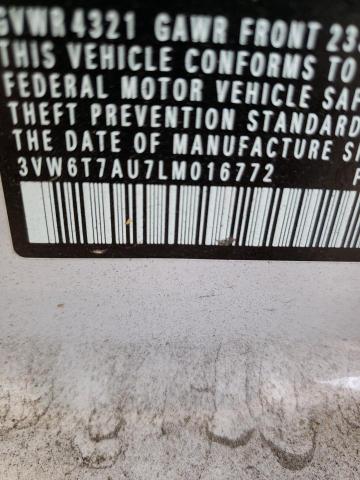 GVWR 4321 GAWR FRONT 23
THIS VEHICLE CONFORMS TO
FEDERAL MOTOR VEHICLE SAF
THEFT PREVENTION STANDARD
THE DATE OF MANUFACTURE S
3VW6T7AU7LM016772